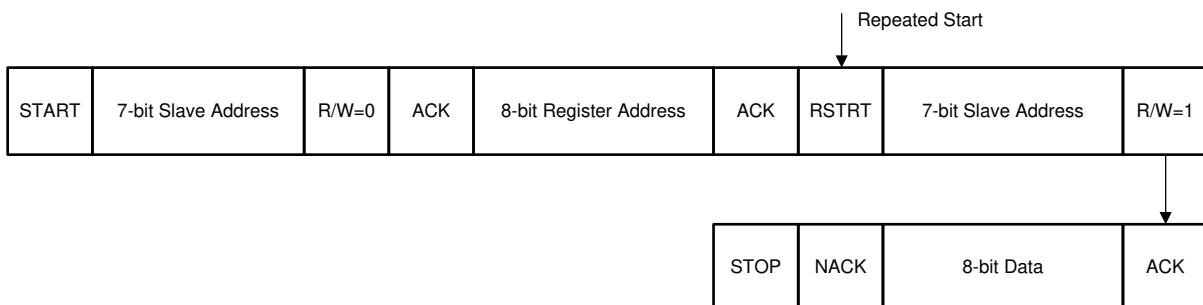 Repeated Start
START 7-bit Slave Address R/W=0 ACK 8-bit Register Address ACK RSTRT 7-bit Slave Address R/W=1
STOP NACK 8-bit Data ACK